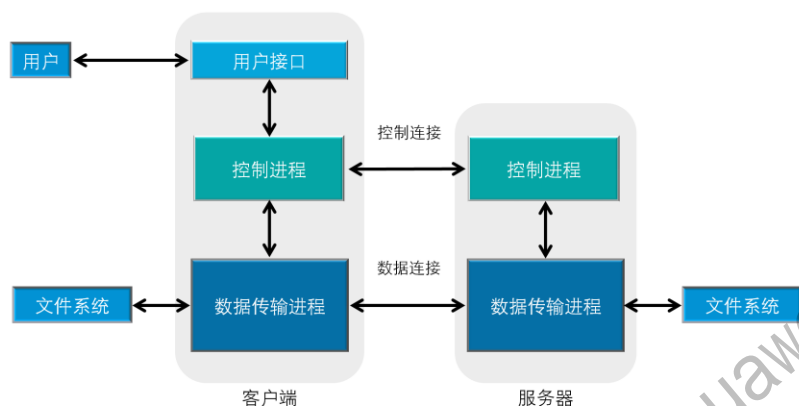 用户
用户接口
控制连接
控制进程
控制进程
数据连接
文件系统
数据传输进程
数据传输进程
文件系统
客户端
服务器